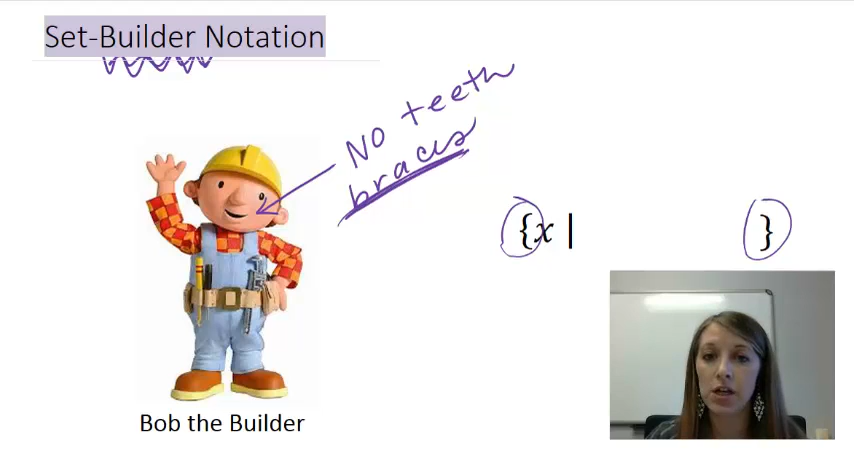 Set-Builder Notation
NO teeth
braces
{x | }
Bob the Builder